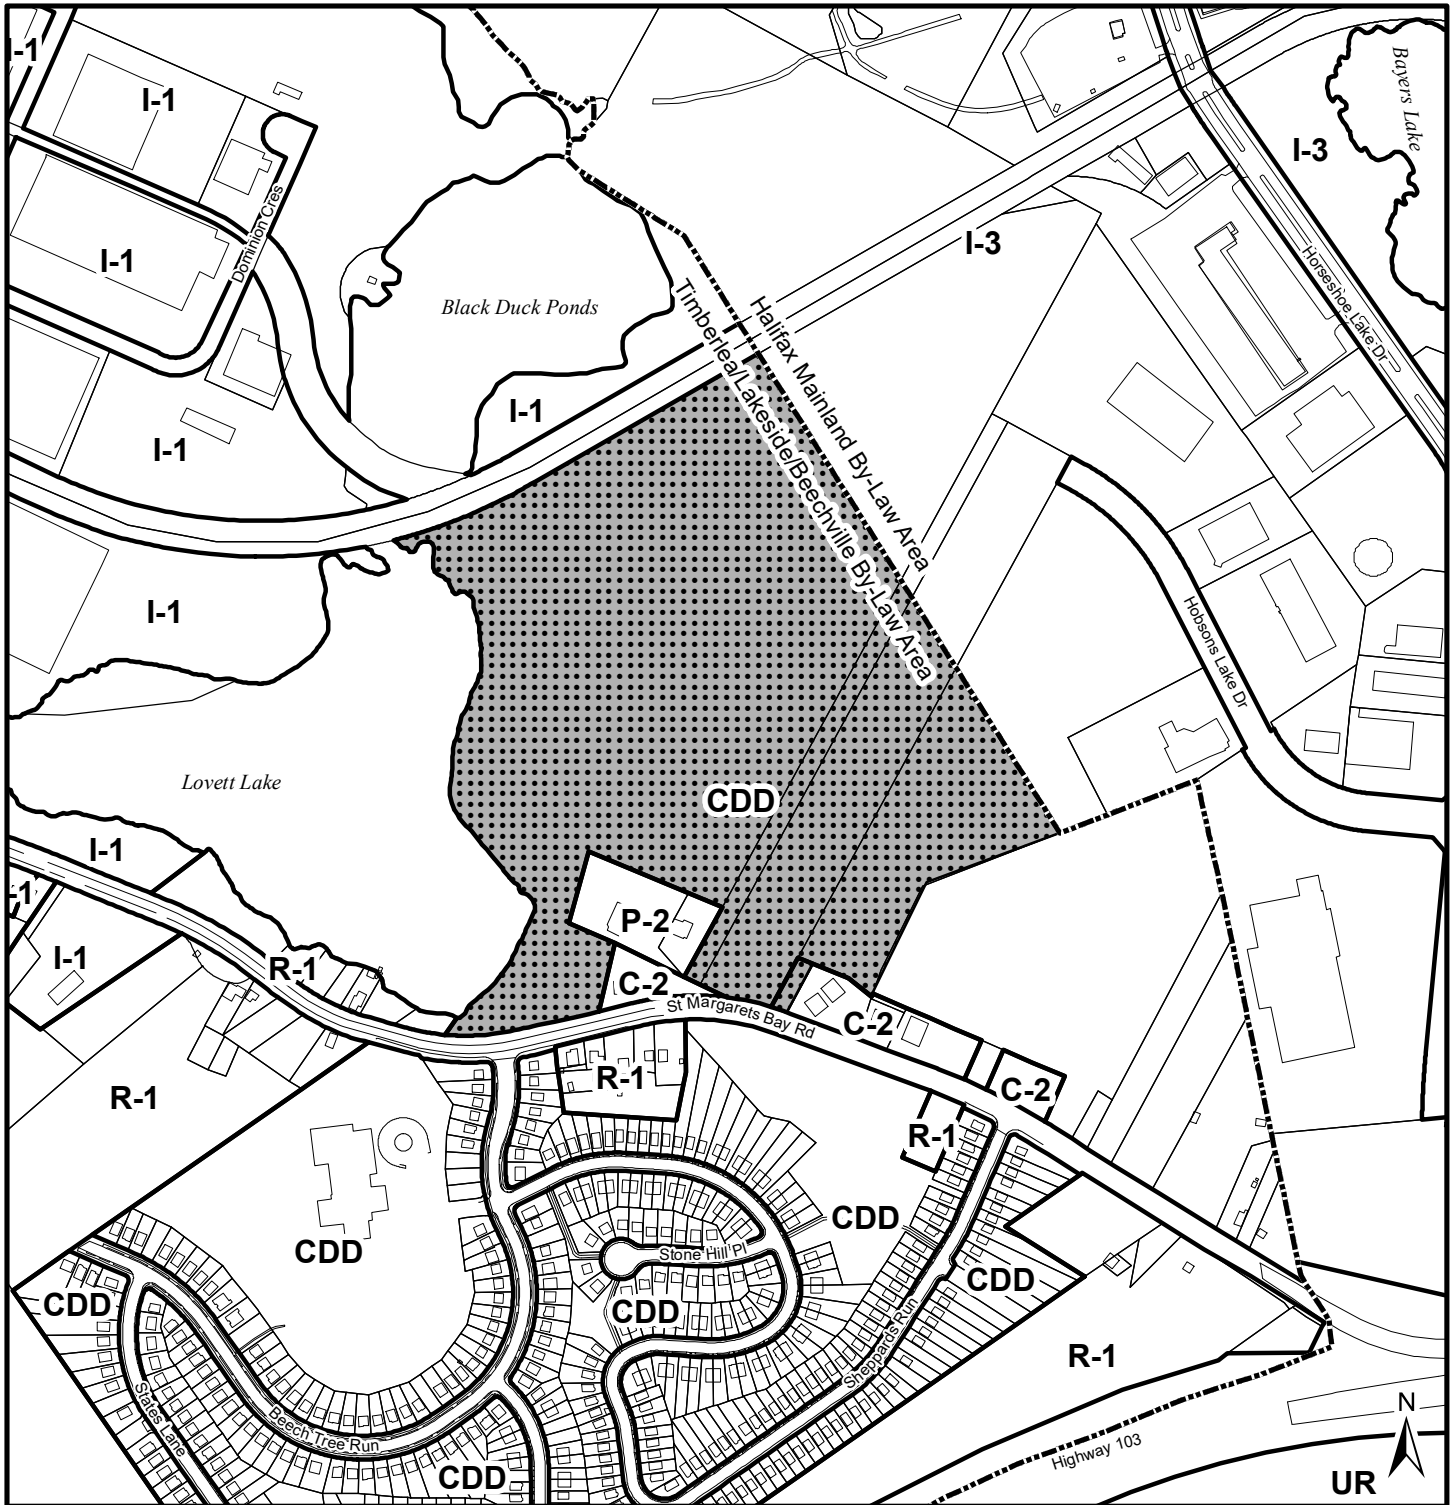 I-1
I-1
Bayers Lake
I-3
I-1
Dominion Cres
I-3
Horseshoe Lake Dr
Black Duck Ponds
Halifax Mainland By-Law Area
Timberlea/Lakeside/Beechville By-Law Area
I-1
I-1
I-1
Hobsons Lake Dr
Lovett Lake
CDD
I-1
-1
P-2
I-1
R-1
C-2
St Margarets Bay Rd
C-2
R-1
R-1
C-2
R-1
CDD
CDD
Stone Hill Pl
CDD
CDD
CDD
Sheppards Run
R-1
States Lane
Beech Tree Run
CDD
Highway 103
N
UR